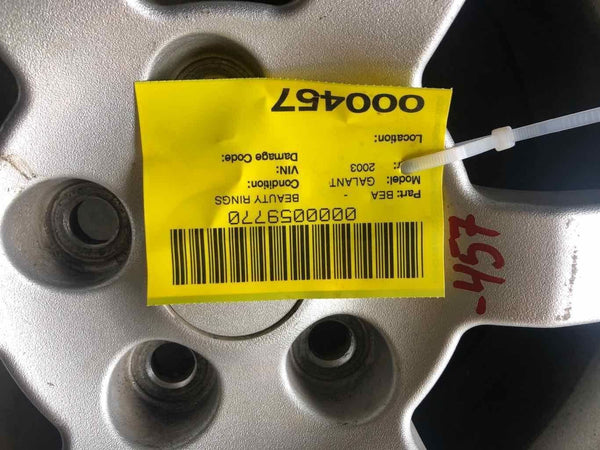 0000059770
Part: BEA - BEAUTY RINGS
Model: GALANT Condition:
2003 VIN:
Damage Code:
Location:
000457
-457